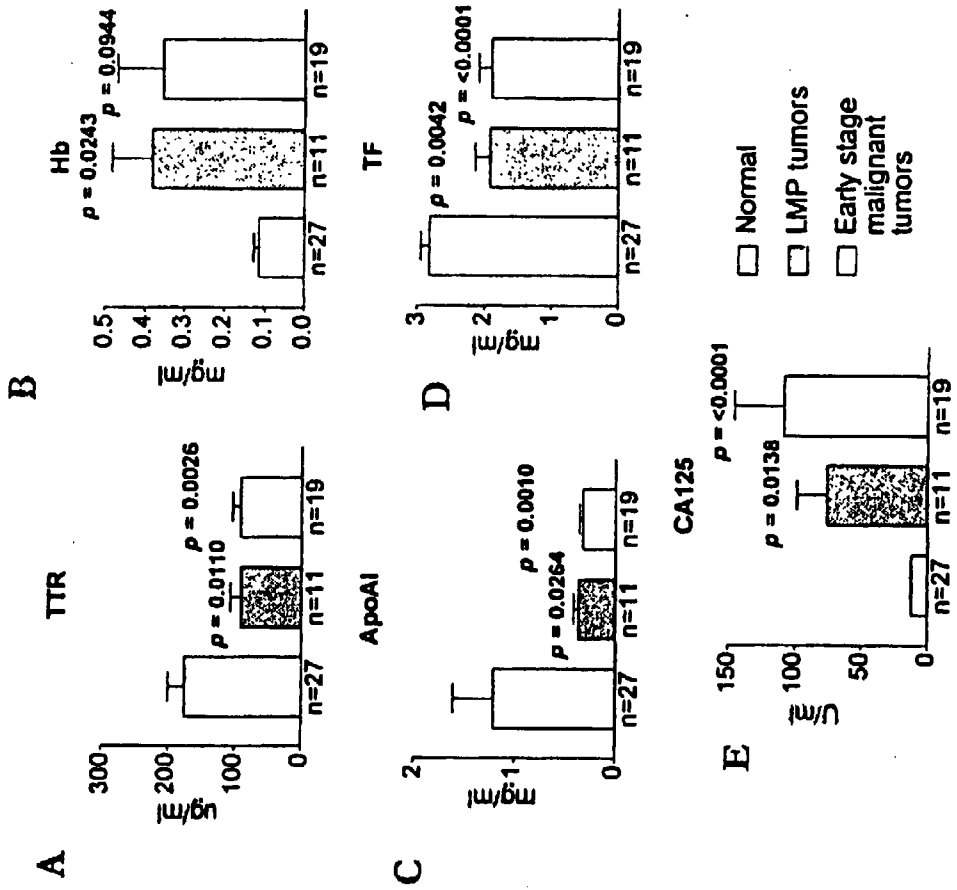 A
TTR
300
200
100
0
ug/ml
p = 0.0110
p = 0.0026
n=27
n=11
n=19
B
Hb
0.5
0.4
0.3
0.2
0.1
0.0
mg/ml
p = 0.0243
p = 0.0944
n=27
n=11
n=19
C
ApoAI
2
1
0
mg/ml
p = 0.0264
p = 0.0010
n=27
n=11
n=19
D
TF
3
2
1
0
mg/ml
p = 0.0042
p = <0.0001
n=27
n=11
n=19
E
CA125
150
100
50
0
U/ml
p = 0.0138
p = <0.0001
n=27
n=11
n=19
Normal
LMP tumors
Early stage
malignant
tumors